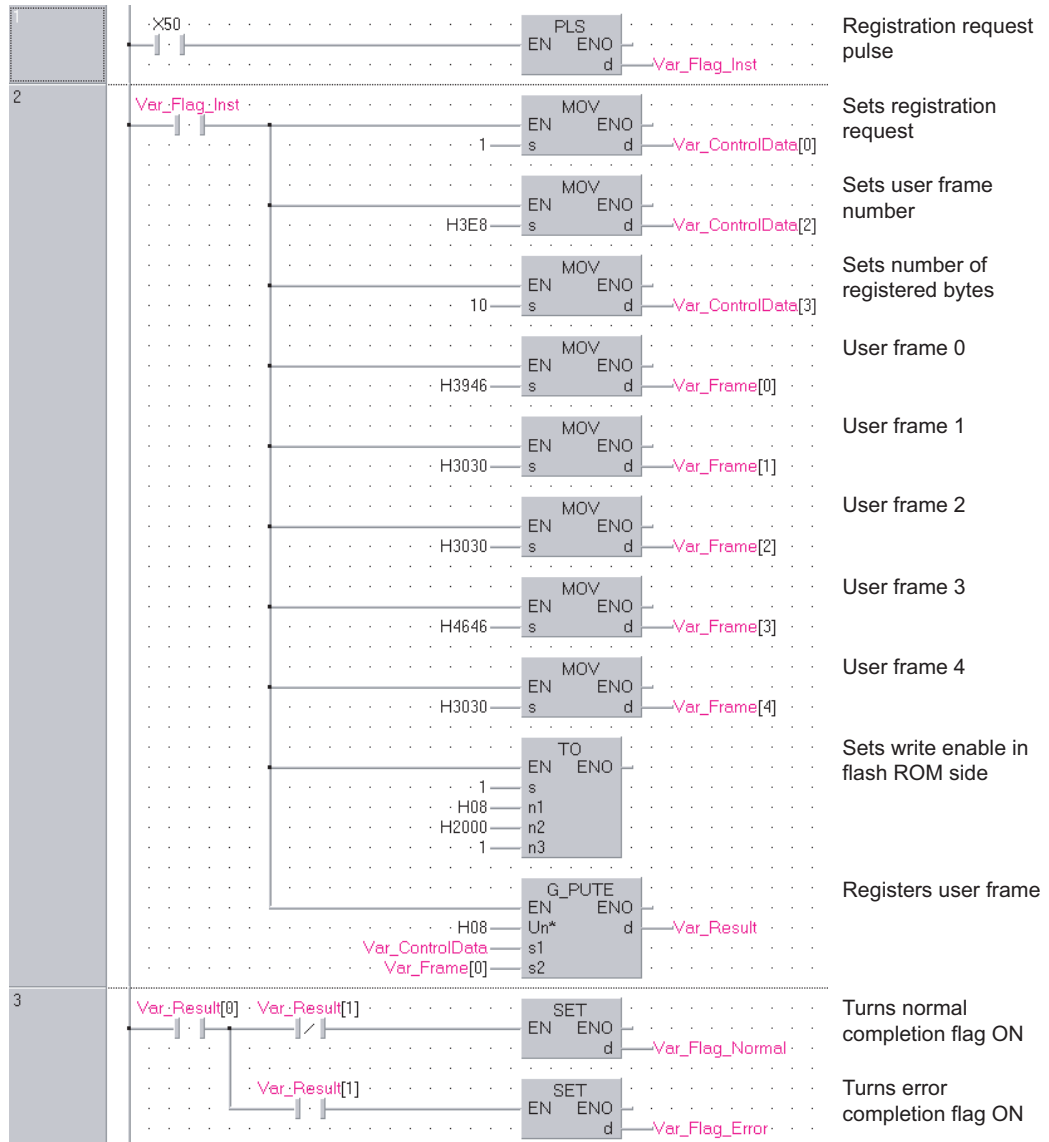 1
X50
PLS
EN ENO
d Var_Flag_Inst
Registration request
pulse
2
Var_Flag_Inst
MOV
EN ENO
1 s d Var_ControlData[0]
Sets registration
request
MOV
EN ENO
H3E8 s d Var_ControlData[2]
Sets user frame
number
MOV
EN ENO
10 s d Var_ControlData[3]
Sets number of
registered bytes
MOV
EN ENO
H3946 s d Var_Frame[0]
User frame 0
MOV
EN ENO
H3030 s d Var_Frame[1]
User frame 1
MOV
EN ENO
H3030 s d Var_Frame[2]
User frame 2
MOV
EN ENO
H4646 s d Var_Frame[3]
User frame 3
MOV
EN ENO
H3030 s d Var_Frame[4]
User frame 4
TO
EN ENO
1 s
H08 n1
H2000 n2
1 n3
Sets write enable in
flash ROM side
G_PUTE
EN ENO
H08 Un* d Var_Result
Var_ControlData s1
Var_Frame[0] s2
Registers user frame
3
Var_Result[0] Var_Result[1]
SET
EN ENO
d Var_Flag_Normal
Turns normal
completion flag ON
Var_Result[1]
SET
EN ENO
d Var_Flag_Error
Turns error
completion flag ON